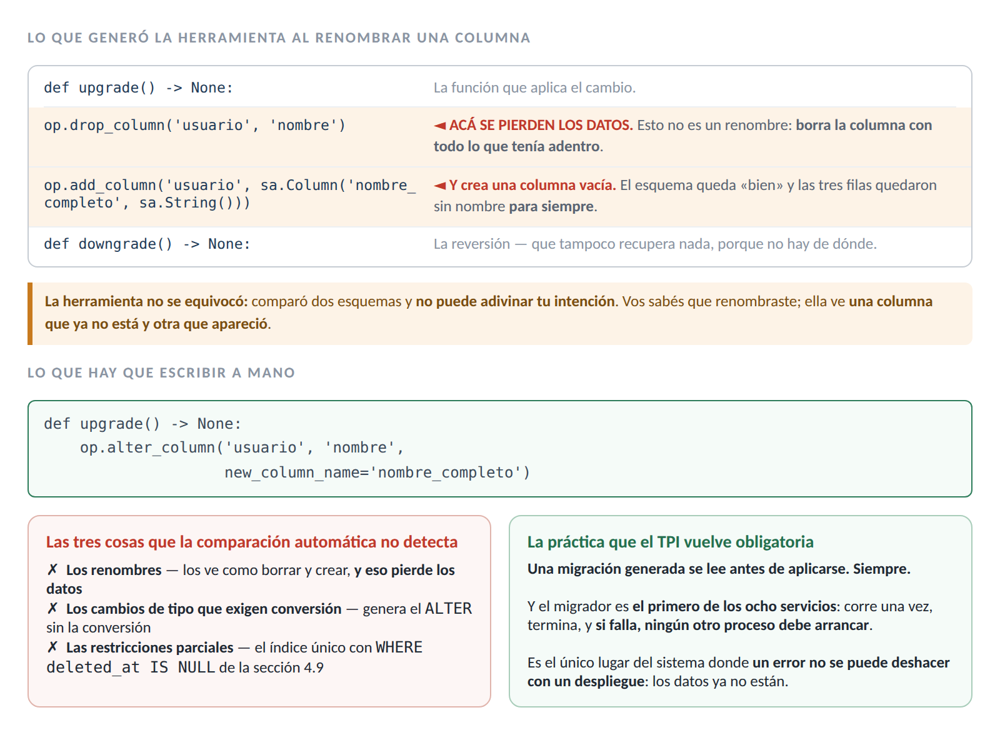 LO QUE GENERÓ LA HERRAMIENTA AL RENOMBRAR UNA COLUMNA
def upgrade() -> None:
La función que aplica el cambio.
op.drop_column('usuario', 'nombre')
◄ ACÁ SE PIERDEN LOS DATOS. Esto no es un renombre: borra la columna con
todo lo que tenía adentro.
op.add_column('usuario', sa.Column('nombre_
completo', sa.String()))
◄ Y crea una columna vacía. El esquema queda «bien» y las tres filas quedaron
sin nombre para siempre.
def downgrade() -> None:
La reversión — que tampoco recupera nada, porque no hay de dónde.
La herramienta no se equivocó: comparó dos esquemas y no puede adivinar tu intención. Vos sabés que renombraste; ella ve una columna
que ya no está y otra que apareció.
LO QUE HAY QUE ESCRIBIR A MANO
def upgrade() -> None:
    op.alter_column('usuario', 'nombre',
                    new_column_name='nombre_completo')
Las tres cosas que la comparación automática no detecta
✗ Los renombres — los ve como borrar y crear, y eso pierde los
datos
✗ Los cambios de tipo que exigen conversión — genera el ALTER
sin la conversión
✗ Las restricciones parciales — el índice único con WHERE
deleted_at IS NULL de la sección 4.9
La práctica que el TPI vuelve obligatoria
Una migración generada se lee antes de aplicarse. Siempre.
Y el migrador es el primero de los ocho servicios: corre una vez,
termina, y si falla, ningún otro proceso debe arrancar.
Es el único lugar del sistema donde un error no se puede deshacer
con un despliegue: los datos ya no están.